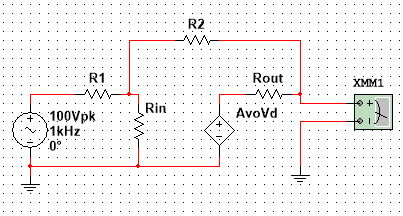 R2
XMM1
R1
Rout
100Vpk
1kHz
0°
Rin
AvoVd